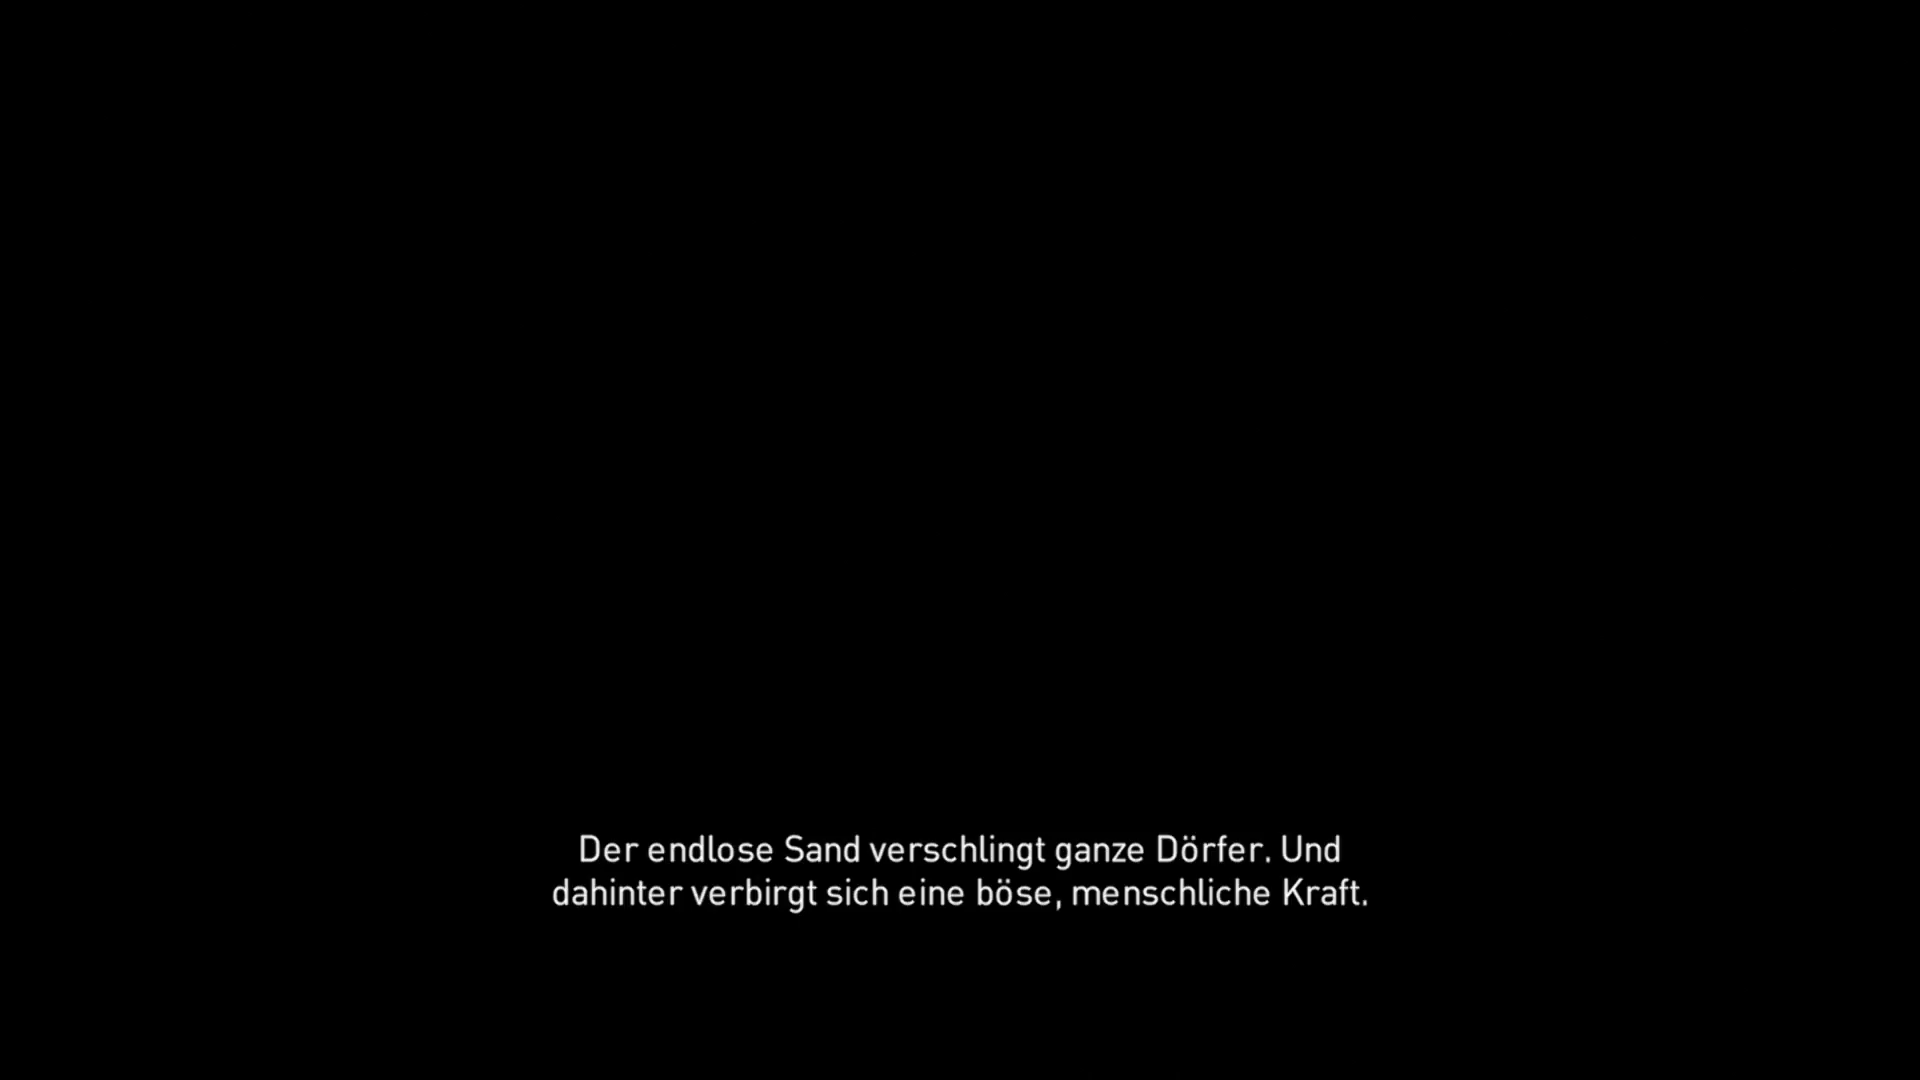 Der endlose Sand verschlingt ganze Dörfer. Und
dahinter verbirgt sich eine böse, menschliche Kraft.